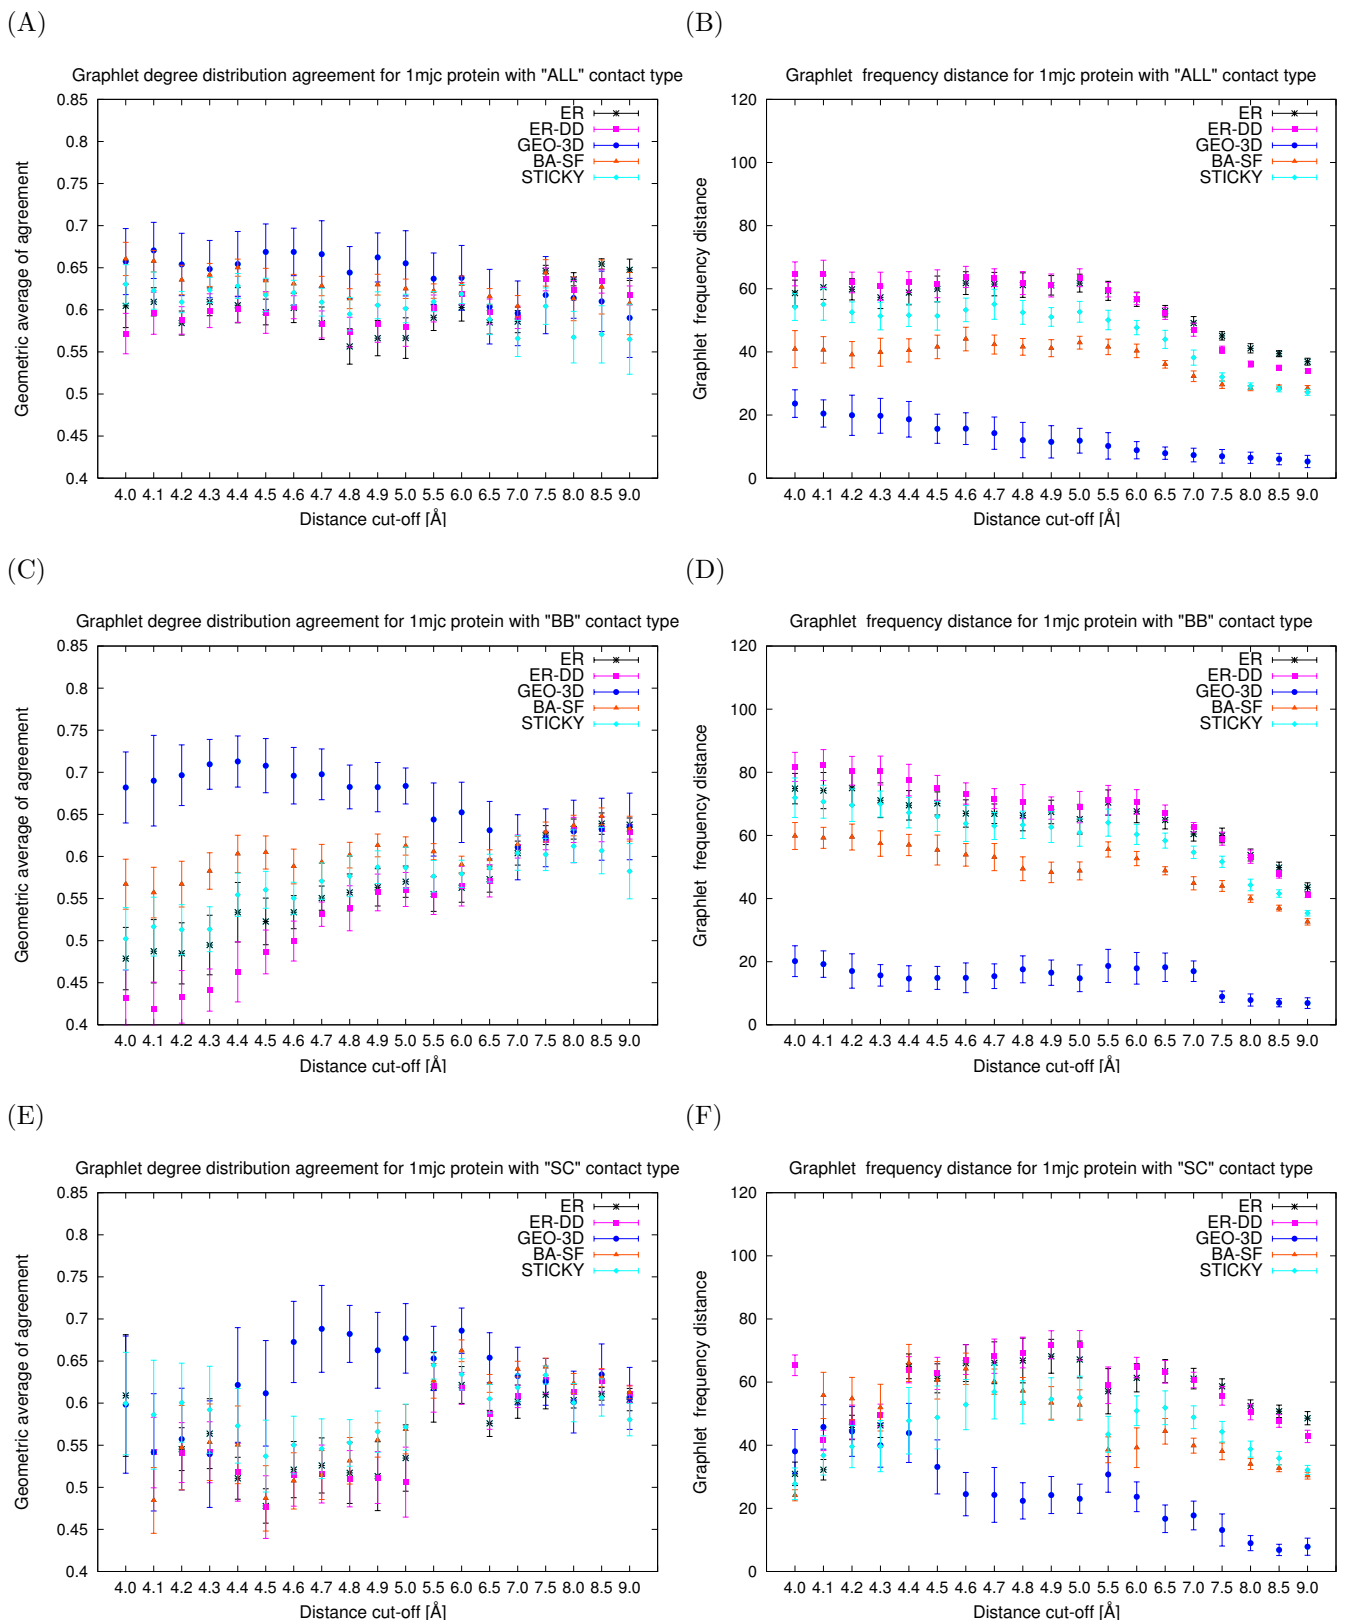 (A)
Graphlet degree distribution agreement for 1mjc protein with "ALL" contact type
Geometric average of agreement
0.85
0.8
0.75
0.7
0.65
0.6
0.55
0.5
0.45
0.4
ER
ER-DD
GEO-3D
BA-SF
STICKY
4.0 4.1 4.2 4.3 4.4 4.5 4.6 4.7 4.8 4.9 5.0 5.5 6.0 6.5 7.0 7.5 8.0 8.5 9.0
Distance cut-off [Å]
(B)
Graphlet frequency distance for 1mjc protein with "ALL" contact type
Graphlet frequency distance
120
100
80
60
40
20
0
ER
ER-DD
GEO-3D
BA-SF
STICKY
4.0 4.1 4.2 4.3 4.4 4.5 4.6 4.7 4.8 4.9 5.0 5.5 6.0 6.5 7.0 7.5 8.0 8.5 9.0
Distance cut-off [Å]
(C)
Graphlet degree distribution agreement for 1mjc protein with "BB" contact type
Geometric average of agreement
0.85
0.8
0.75
0.7
0.65
0.6
0.55
0.5
0.45
0.4
ER
ER-DD
GEO-3D
BA-SF
STICKY
4.0 4.1 4.2 4.3 4.4 4.5 4.6 4.7 4.8 4.9 5.0 5.5 6.0 6.5 7.0 7.5 8.0 8.5 9.0
Distance cut-off [Å]
(D)
Graphlet frequency distance for 1mjc protein with "BB" contact type
Graphlet frequency distance
120
100
80
60
40
20
0
ER
ER-DD
GEO-3D
BA-SF
STICKY
4.0 4.1 4.2 4.3 4.4 4.5 4.6 4.7 4.8 4.9 5.0 5.5 6.0 6.5 7.0 7.5 8.0 8.5 9.0
Distance cut-off [Å]
(E)
Graphlet degree distribution agreement for 1mjc protein with "SC" contact type
Geometric average of agreement
0.85
0.8
0.75
0.7
0.65
0.6
0.55
0.5
0.45
0.4
ER
ER-DD
GEO-3D
BA-SF
STICKY
4.0 4.1 4.2 4.3 4.4 4.5 4.6 4.7 4.8 4.9 5.0 5.5 6.0 6.5 7.0 7.5 8.0 8.5 9.0
Distance cut-off [Å]
(F)
Graphlet frequency distance for 1mjc protein with "SC" contact type
Graphlet frequency distance
120
100
80
60
40
20
0
ER
ER-DD
GEO-3D
BA-SF
STICKY
4.0 4.1 4.2 4.3 4.4 4.5 4.6 4.7 4.8 4.9 5.0 5.5 6.0 6.5 7.0 7.5 8.0 8.5 9.0
Distance cut-off [Å]